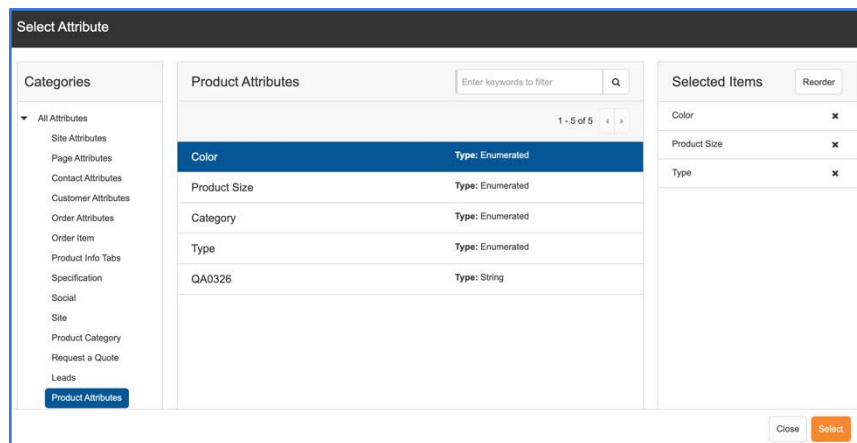 Select Attribute
Categories
All Attributes
Site Attributes
Page Attributes
Contact Attributes
Customer Attributes
Order Attributes
Order Item
Product Info Tabs
Specification
Social
Site
Product Category
Request a Quote
Leads
Product Attributes
Product Attributes
Enter keywords to filter
1 - 5 of 5
Color Type: Enumerated
Product Size Type: Enumerated
Category Type: Enumerated
Type Type: Enumerated
QA0326 Type: String
Selected Items Reorder
Color
Product Size
Type
Close Select